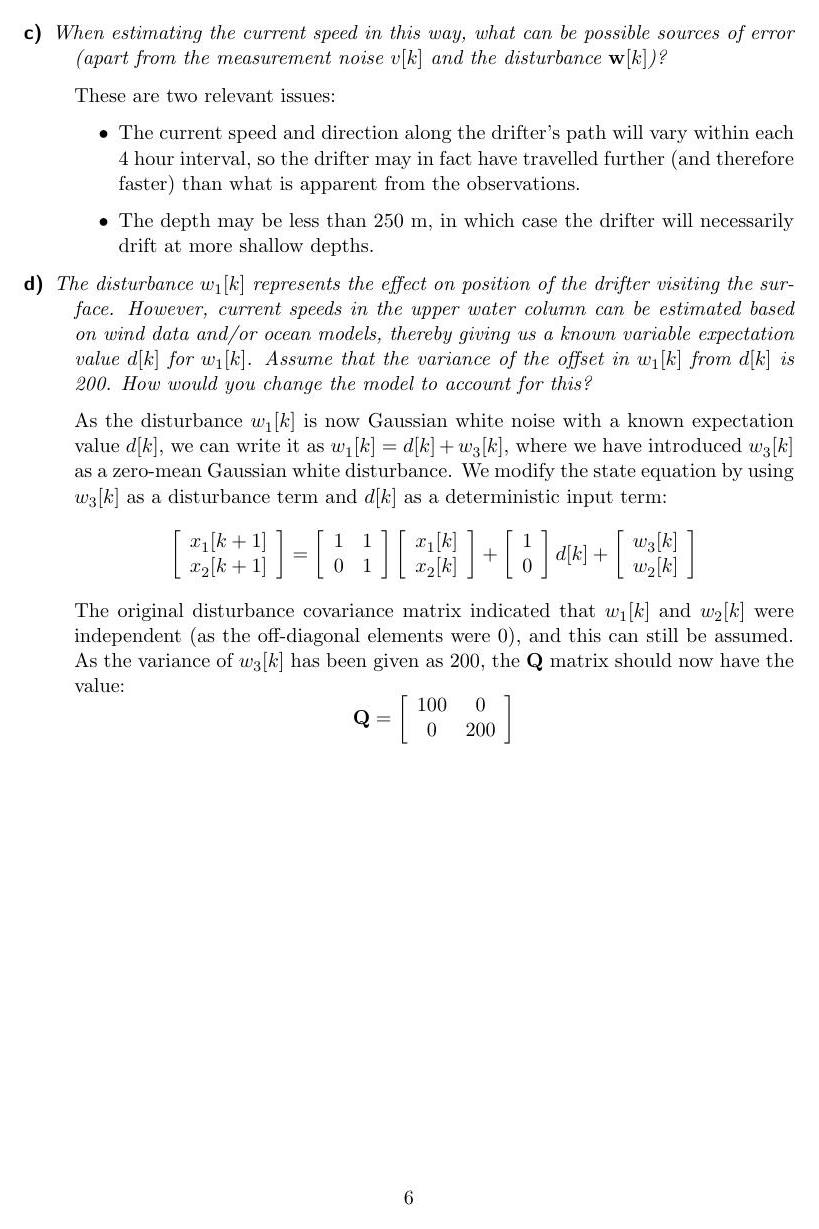 c) When estimating the current speed in this way, what can be possible sources of error
(apart from the measurement noise v[k] and the disturbance w[k])?
These are two relevant issues:
• The current speed and direction along the drifter's path will vary within each
4 hour interval, so the drifter may in fact have travelled further (and therefore
faster) than what is apparent from the observations.
• The depth may be less than 250 m, in which case the drifter will necessarily
drift at more shallow depths.
d) The disturbance w₁[k] represents the effect on position of the drifter visiting the sur-
face. However, current speeds in the upper water column can be estimated based
on wind data and/or ocean models, thereby giving us a known variable expectation
value d[k] for w₁[k]. Assume that the variance of the offset in w₁[k] from d[k] is
200. How would you change the model to account for this?
As the disturbance w₁[k] is now Gaussian white noise with a known expectation
value d[k], we can write it as w₁[k] = d[k] + w₃[k], where we have introduced w₃[k]
as a zero-mean Gaussian white disturbance. We modify the state equation by using
w₃[k] as a disturbance term and d[k] as a deterministic input term:
[ x₁[k + 1] ] = [ 1 1 ] [ x₁[k] ] + [ 1 ] d[k] + [ w₃[k] ]
[ x₂[k + 1] ] [ 0 1 ] [ x₂[k] ] [ 0 ] [ w₂[k] ]
The original disturbance covariance matrix indicated that w₁[k] and w₂[k] were
independent (as the off-diagonal elements were 0), and this can still be assumed.
As the variance of w₃[k] has been given as 200, the Q matrix should now have the
value:
Q = [ 100 0 ]
[ 0 200 ]
6